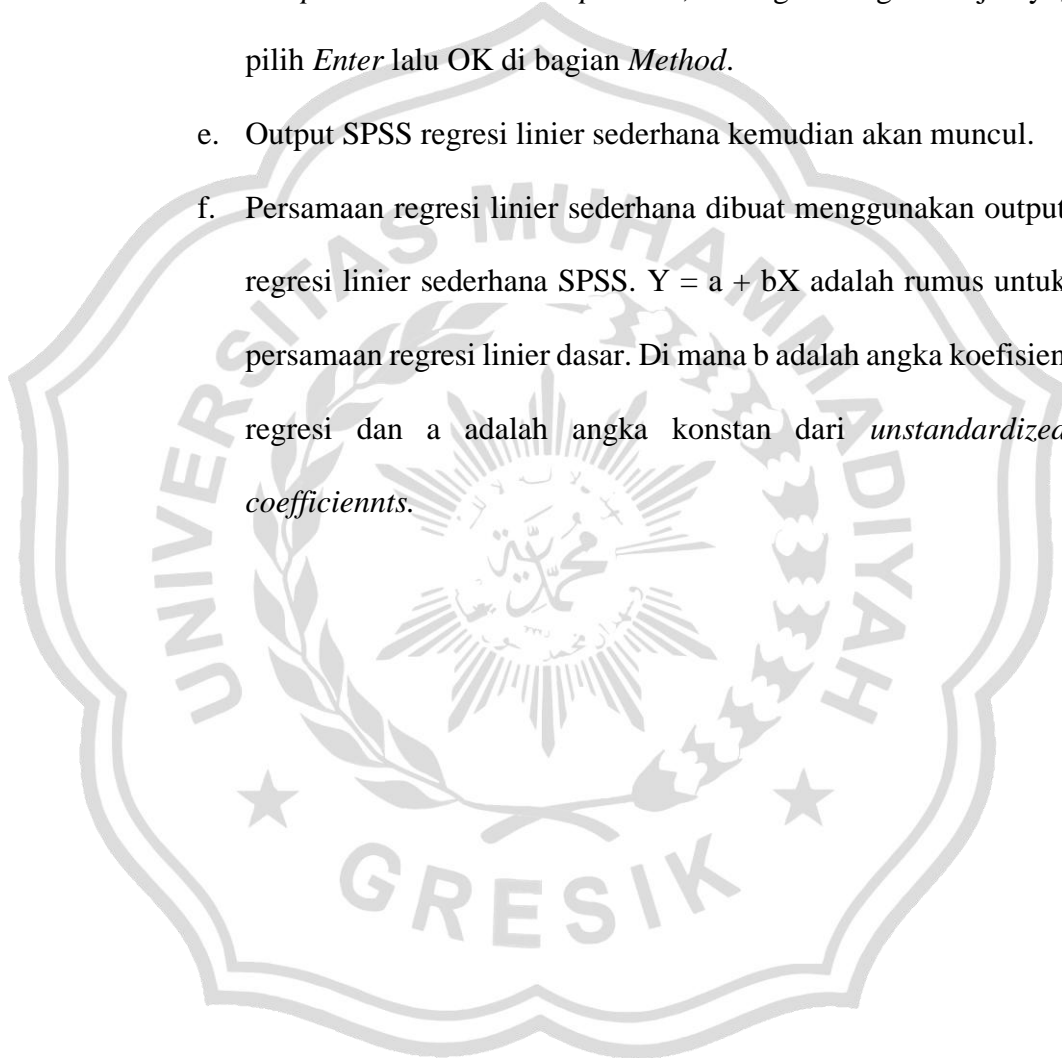 pilih Enter lalu OK di bagian Method.
e. Output SPSS regresi linier sederhana kemudian akan muncul.
f. Persamaan regresi linier sederhana dibuat menggunakan output
regresi linier sederhana SPSS. Y = a + bX adalah rumus untuk
persamaan regresi linier dasar. Di mana b adalah angka koefisien
regresi dan a adalah angka konstan dari unstandardized
coefficiennts.
UNIVERSITAS MUHAMMADIYAH
GRESIK